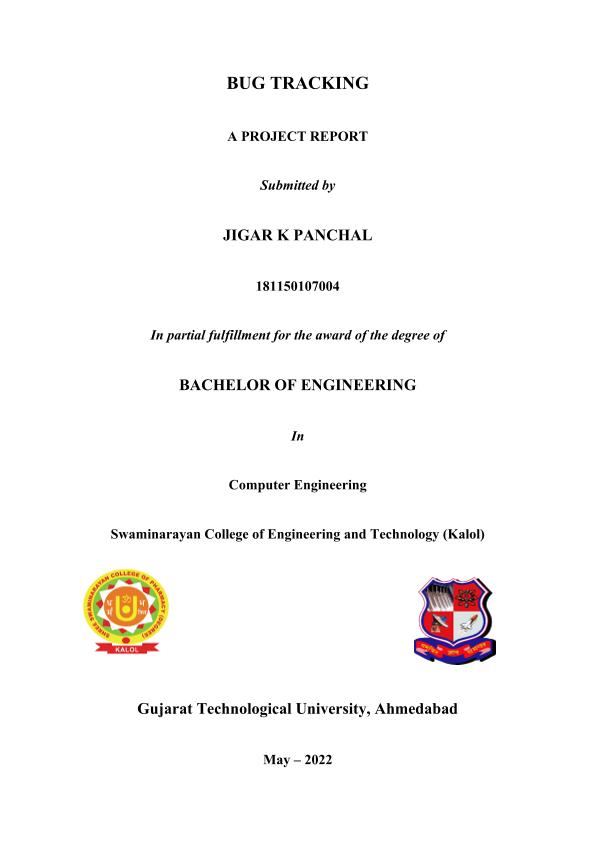 BUG TRACKING
A PROJECT REPORT
Submitted by
JIGAR K PANCHAL
181150107004
In partial fulfillment for the award of the degree of
BACHELOR OF ENGINEERING
In
Computer Engineering
Swaminarayan College of Engineering and Technology (Kalol)
SHREE SWAMINARAYAN COLLEGE OF PHARMACY (DEGREE)
KALOL
Gujarat Technological University, Ahmedabad
May – 2022